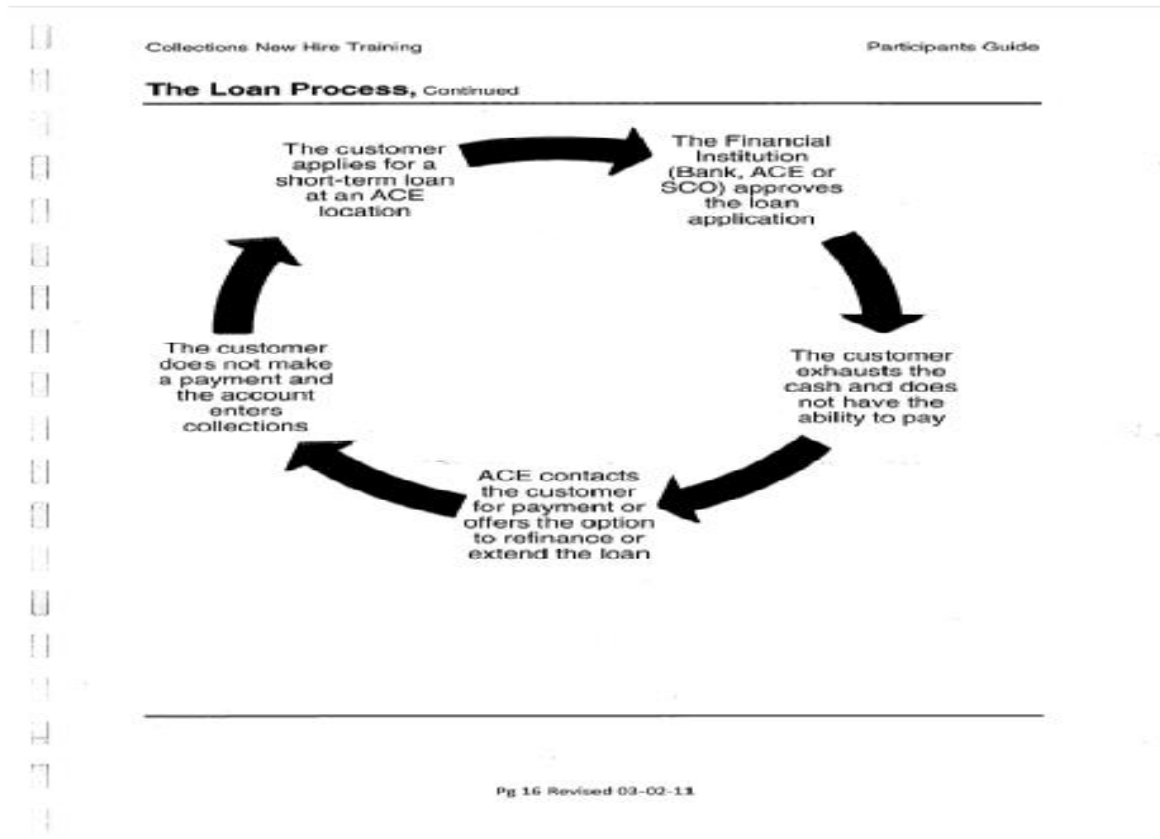 Collections New Hire Training
Participants Guide
The Loan Process, Continued
The customer
applies for a
short-term loan
at an ACE
location
The Financial
Institution
(Bank, ACE or
SCO) approves
the loan
application
The customer
exhausts the
cash and does
not have the
ability to pay
ACE contacts
the customer
for payment or
offers the option
to refinance or
extend the loan
The customer
does not make
a payment and
the account
enters
collections
Pg 16 Revised 03-02-11